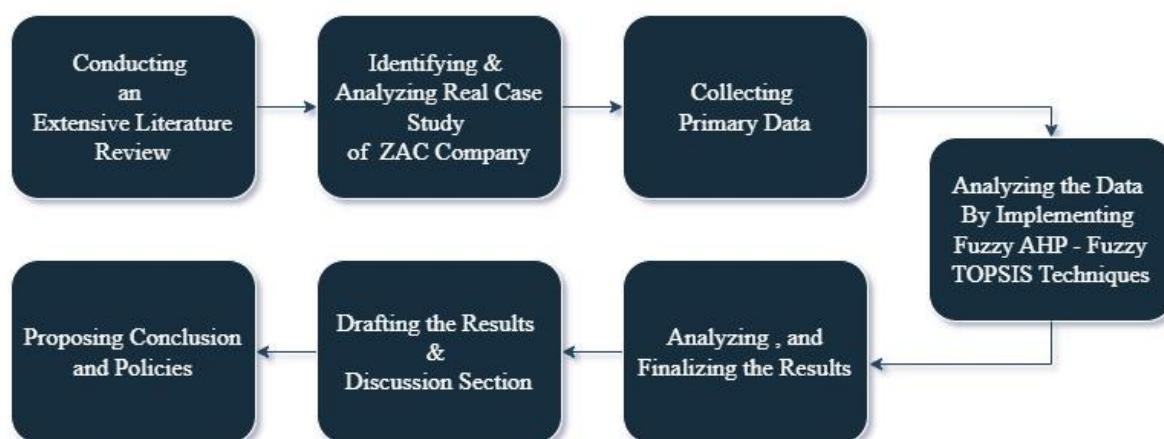 Conducting
an
Extensive Literature
Review
Identifying &
Analyzing Real Case
Study
of ZAC Company
Collecting
Primary Data
Analyzing the Data
By Implementing
Fuzzy AHP - Fuzzy
TOPSIS Techniques
Analyzing , and
Finalizing the Results
Drafting the Results
&
Discussion Section
Proposing Conclusion
and Policies